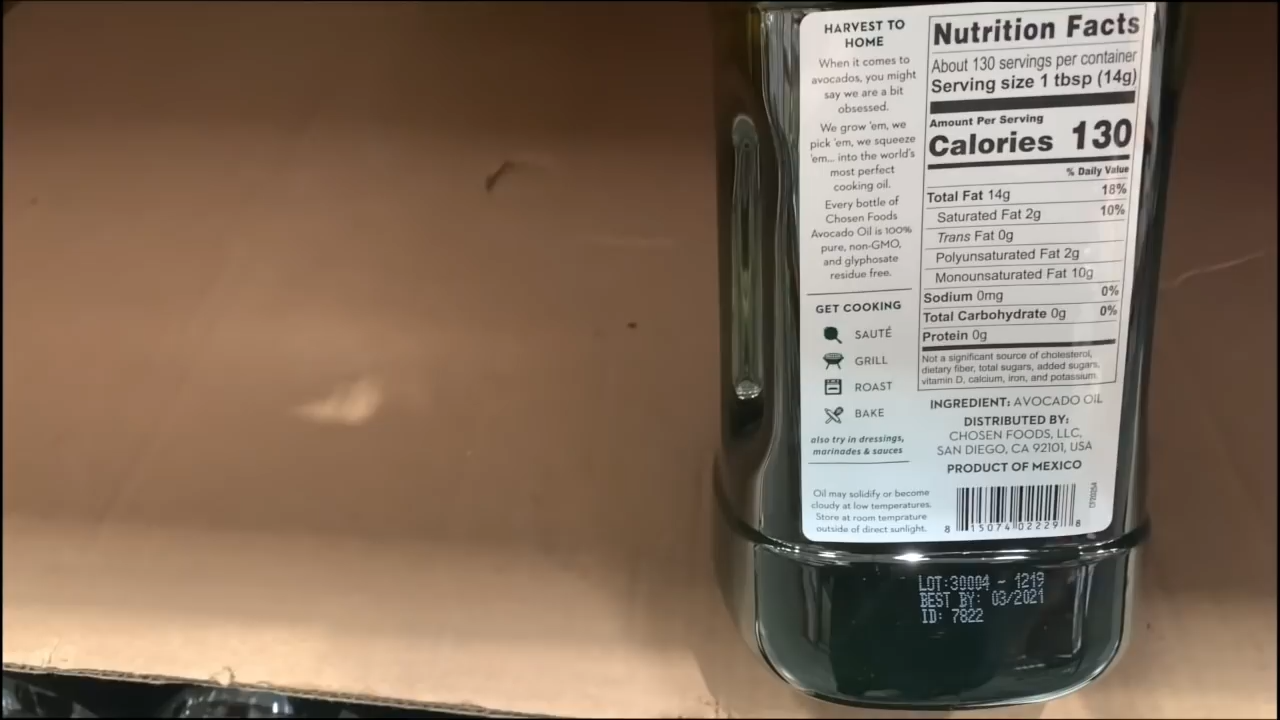 HARVEST TO
HOME
When it comes to
avocados, you might
say we are a bit
obsessed.
We grow 'em, we
pick 'em, we squeeze
'em... into the world's
most perfect
cooking oil.
Every bottle of
Chosen Foods
Avocado Oil is 100%
pure, non-GMO,
and glyphosate
residue free.
GET COOKING
SAUTÉ
GRILL
ROAST
BAKE
also try in dressings,
marinades & sauces
Oil may solidify or become
cloudy at low temperatures.
Store at room temprature
outside of direct sunlight.
Nutrition Facts
About 130 servings per container
Serving size 1 tbsp (14g)
Amount Per Serving
Calories 130
% Daily Value
Total Fat 14g 18%
Saturated Fat 2g 10%
Trans Fat 0g
Polyunsaturated Fat 2g
Monounsaturated Fat 10g
Sodium 0mg 0%
Total Carbohydrate 0g 0%
Protein 0g
Not a significant source of cholesterol,
dietary fiber, total sugars, added sugars,
vitamin D, calcium, iron, and potassium.
INGREDIENT: AVOCADO OIL
DISTRIBUTED BY:
CHOSEN FOODS, LLC,
SAN DIEGO, CA 92101, USA
PRODUCT OF MEXICO
8 15074 02229 8
LOT:30004 - 1219
BEST BY: 03/2021
ID: 7822